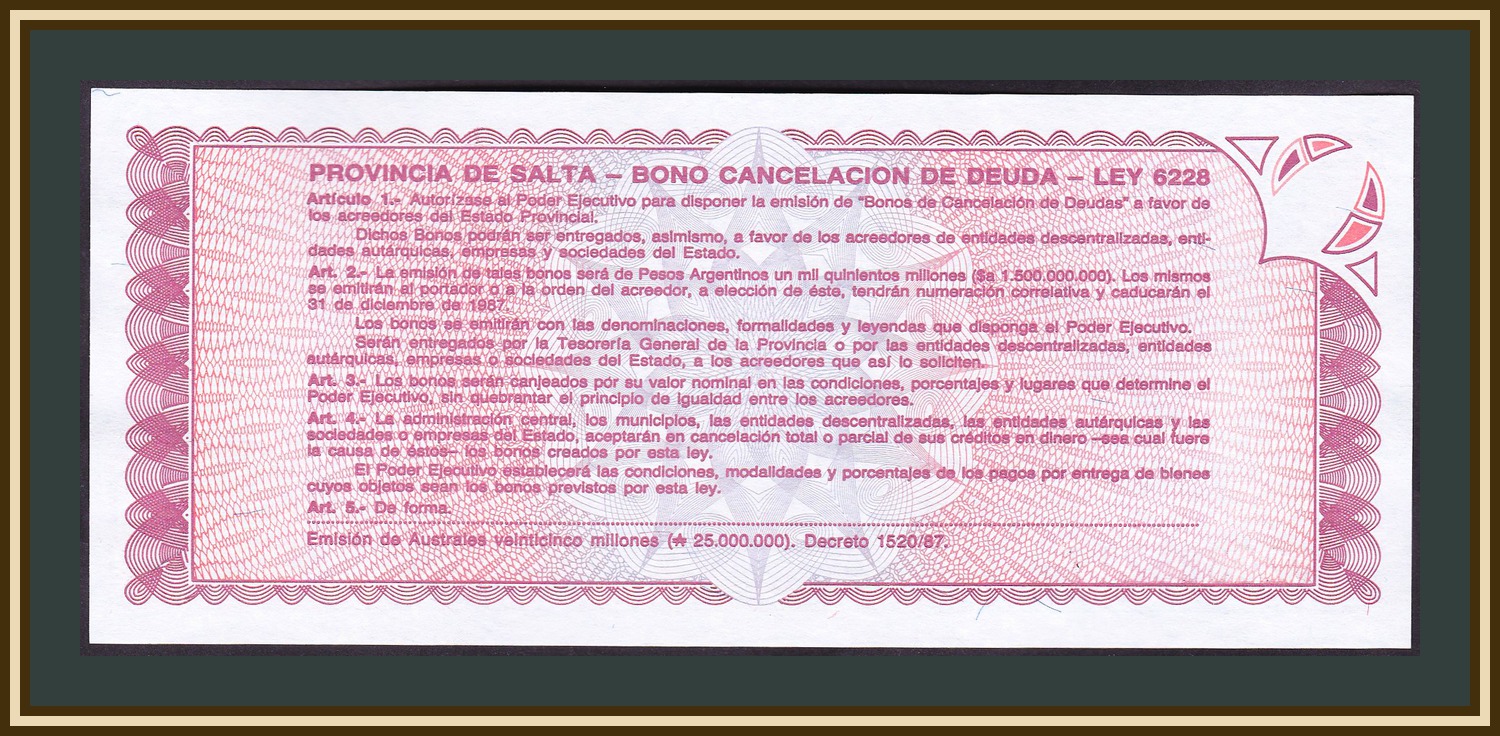 PROVINCIA DE SALTA – BONO CANCELACION DE DEUDA – LEY 6228
Artículo 1.- Autorízase al Poder Ejecutivo para disponer la emisión de "Bonos de Cancelación de Deudas" a favor de
los acreedores del Estado Provincial.
Dichos Bonos podrán ser entregados, asimismo, a favor de los acreedores de entidades descentralizadas, enti-
dades autárquicas, empresas y sociedades del Estado.
Art. 2.- La emisión de tales bonos será de Pesos Argentinos un mil quinientos millones ($a 1.500.000.000). Los mismos
se emitirán al portador o a la orden del acreedor, a elección de éste, tendrán numeración correlativa y caducarán el
31 de diciembre de 1987.
Los bonos se emitirán con las denominaciones, formalidades y leyendas que disponga el Poder Ejecutivo.
Serán entregados por la Tesorería General de la Provincia o por las entidades descentralizadas, entidades
autárquicas, empresas o sociedades del Estado, a los acreedores que así lo soliciten.
Art. 3.- Los bonos serán canjeados por su valor nominal en las condiciones, porcentajes y lugares que determine el
Poder Ejecutivo, sin quebrantar el principio de igualdad entre los acreedores.
Art. 4.- La administración central, los municipios, las entidades descentralizadas, las entidades autárquicas y las
sociedades o empresas del Estado, aceptarán en cancelación total o parcial de sus créditos en dinero –sea cual fuere
la causa de éstos– los bonos creados por esta ley.
El Poder Ejecutivo establecerá las condiciones, modalidades y porcentajes de los pagos por entrega de bienes
cuyos objetos sean los bonos previstos por esta ley.
Art. 5.- De forma.
Emisión de Australes veinticinco millones (₳ 25.000.000). Decreto 1520/87.